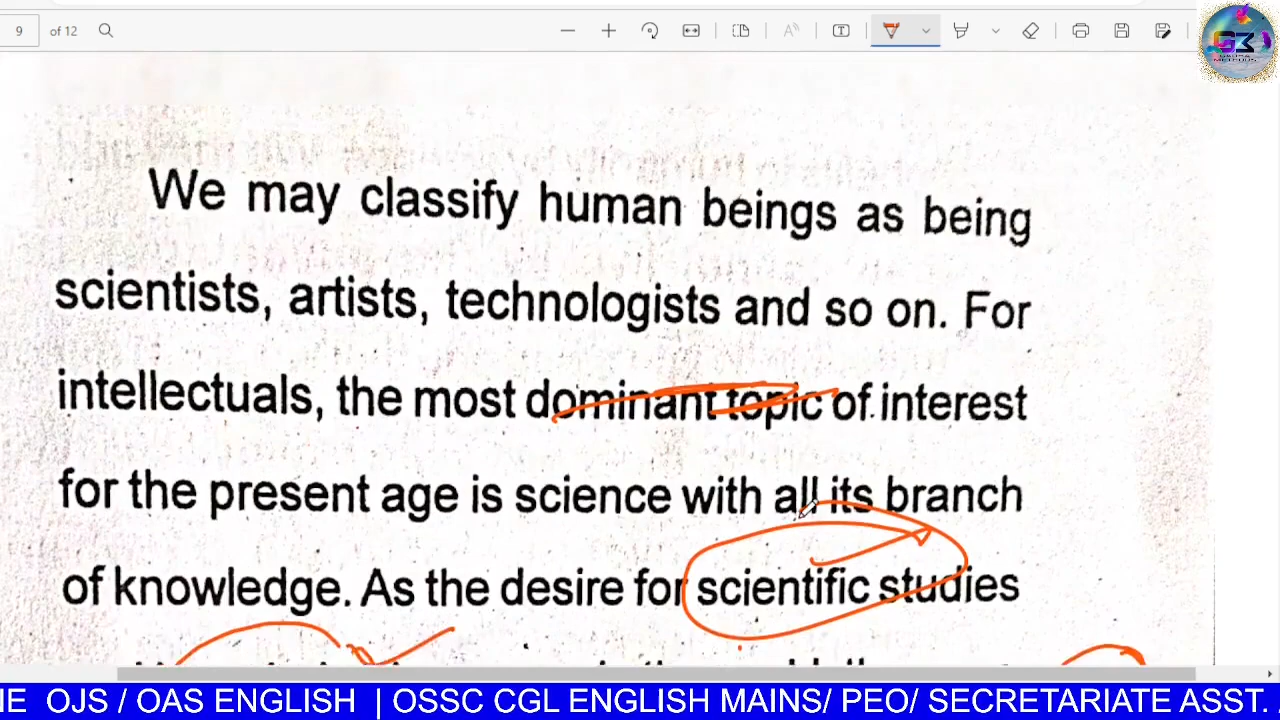 9 of 12
G3
We may classify human beings as being
scientists, artists, technologists and so on. For
intellectuals, the most dominant topic of interest
for the present age is science with all its branch
of knowledge. As the desire for scientific studies
NE OJS / OAS ENGLISH | OSSC CGL ENGLISH MAINS/ PEO/ SECRETARIATE ASST.